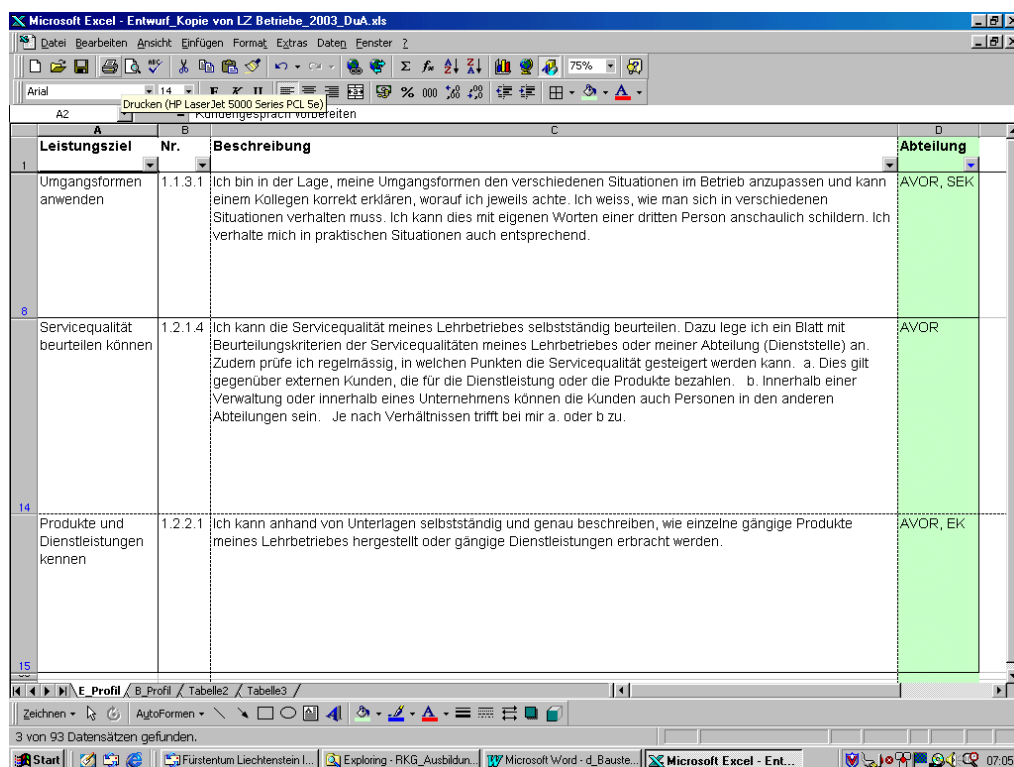 Microsoft Excel - Entwurf_Kopie von LZ Betriebe_2003_DuA.xls
Datei Bearbeiten Ansicht Einfügen Format Extras Daten Fenster ?
75%
Arial 14 F K U % 000
Drucken (HP LaserJet 5000 Series PCL 5e)
A2 = Kundengespräch vorbereiten
A B C D
1 Leistungsziel Nr. Beschreibung Abteilung
Umgangsformen 1.1.3.1 Ich bin in der Lage, meine Umgangsformen den verschiedenen Situationen im Betrieb anzupassen und kann AVOR, SEK
anwenden einem Kollegen korrekt erklären, worauf ich jeweils achte. Ich weiss, wie man sich in verschiedenen
Situationen verhalten muss. Ich kann dies mit eigenen Worten einer dritten Person anschaulich schildern. Ich
verhalte mich in praktischen Situationen auch entsprechend.
8
Servicequalität 1.2.1.4 Ich kann die Servicequalität meines Lehrbetriebes selbstständig beurteilen. Dazu lege ich ein Blatt mit AVOR
beurteilen können Beurteilungskriterien der Servicequalitäten meines Lehrbetriebes oder meiner Abteilung (Dienststelle) an.
Zudem prüfe ich regelmässig, in welchen Punkten die Servicequalität gesteigert werden kann. a. Dies gilt
gegenüber externen Kunden, die für die Dienstleistung oder die Produkte bezahlen. b. Innerhalb einer
Verwaltung oder innerhalb eines Unternehmens können die Kunden auch Personen in den anderen
Abteilungen sein. Je nach Verhältnissen trifft bei mir a. oder b zu.
14
Produkte und 1.2.2.1 Ich kann anhand von Unterlagen selbstständig und genau beschreiben, wie einzelne gängige Produkte AVOR, EK
Dienstleistungen meines Lehrbetriebes hergestellt oder gängige Dienstleistungen erbracht werden.
kennen
15
E_Profil B_Profil Tabelle2 Tabelle3
Zeichnen AutoFormen
3 von 93 Datensätzen gefunden.
Start Fürstentum Liechtenstein I... Exploring - RKG_Ausbildun... Microsoft Word - d_Bauste... Microsoft Excel - Ent... 07:05